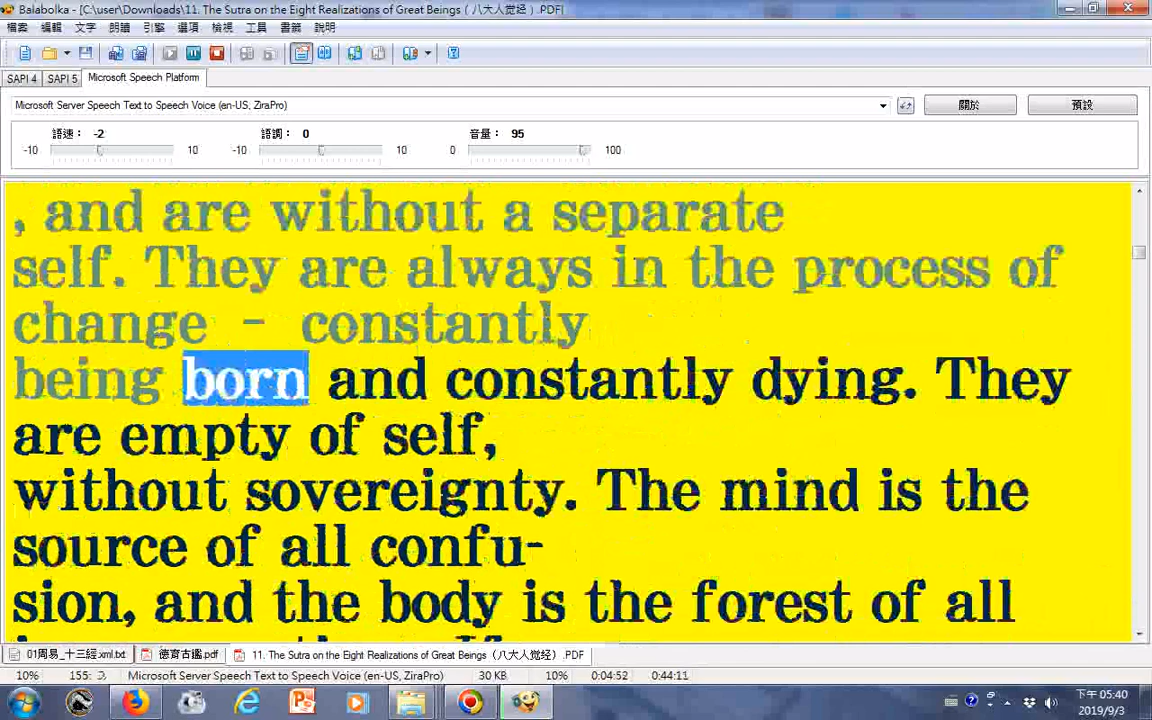 Balabolka - [C:\user\Downloads\11. The Sutra on the Eight Realizations of Great Beings（八大人觉经）.PDF]
檔案 編輯 文字 朗讀 引擎 選項 檢視 工具 書籤 說明
SAPI 4 SAPI 5 Microsoft Speech Platform
Microsoft Server Speech Text to Speech Voice (en-US, ZiraPro) 關於 預設
語速： -2 語調： 0 音量： 95
-10 10 -10 10 0 100
, and are without a separate
self. They are always in the process of
change - constantly
being born and constantly dying. They
are empty of self,
without sovereignty. The mind is the
source of all confu-
sion, and the body is the forest of all
01周易_十三經.xml.txt 德育古鑑.pdf 11. The Sutra on the Eight Realizations of Great Beings（八大人觉经）.PDF
10% 155: Microsoft Server Speech Text to Speech Voice (en-US, ZiraPro) 30 KB 10% 0:04:52 0:44:11
下午 05:40
2019/9/3